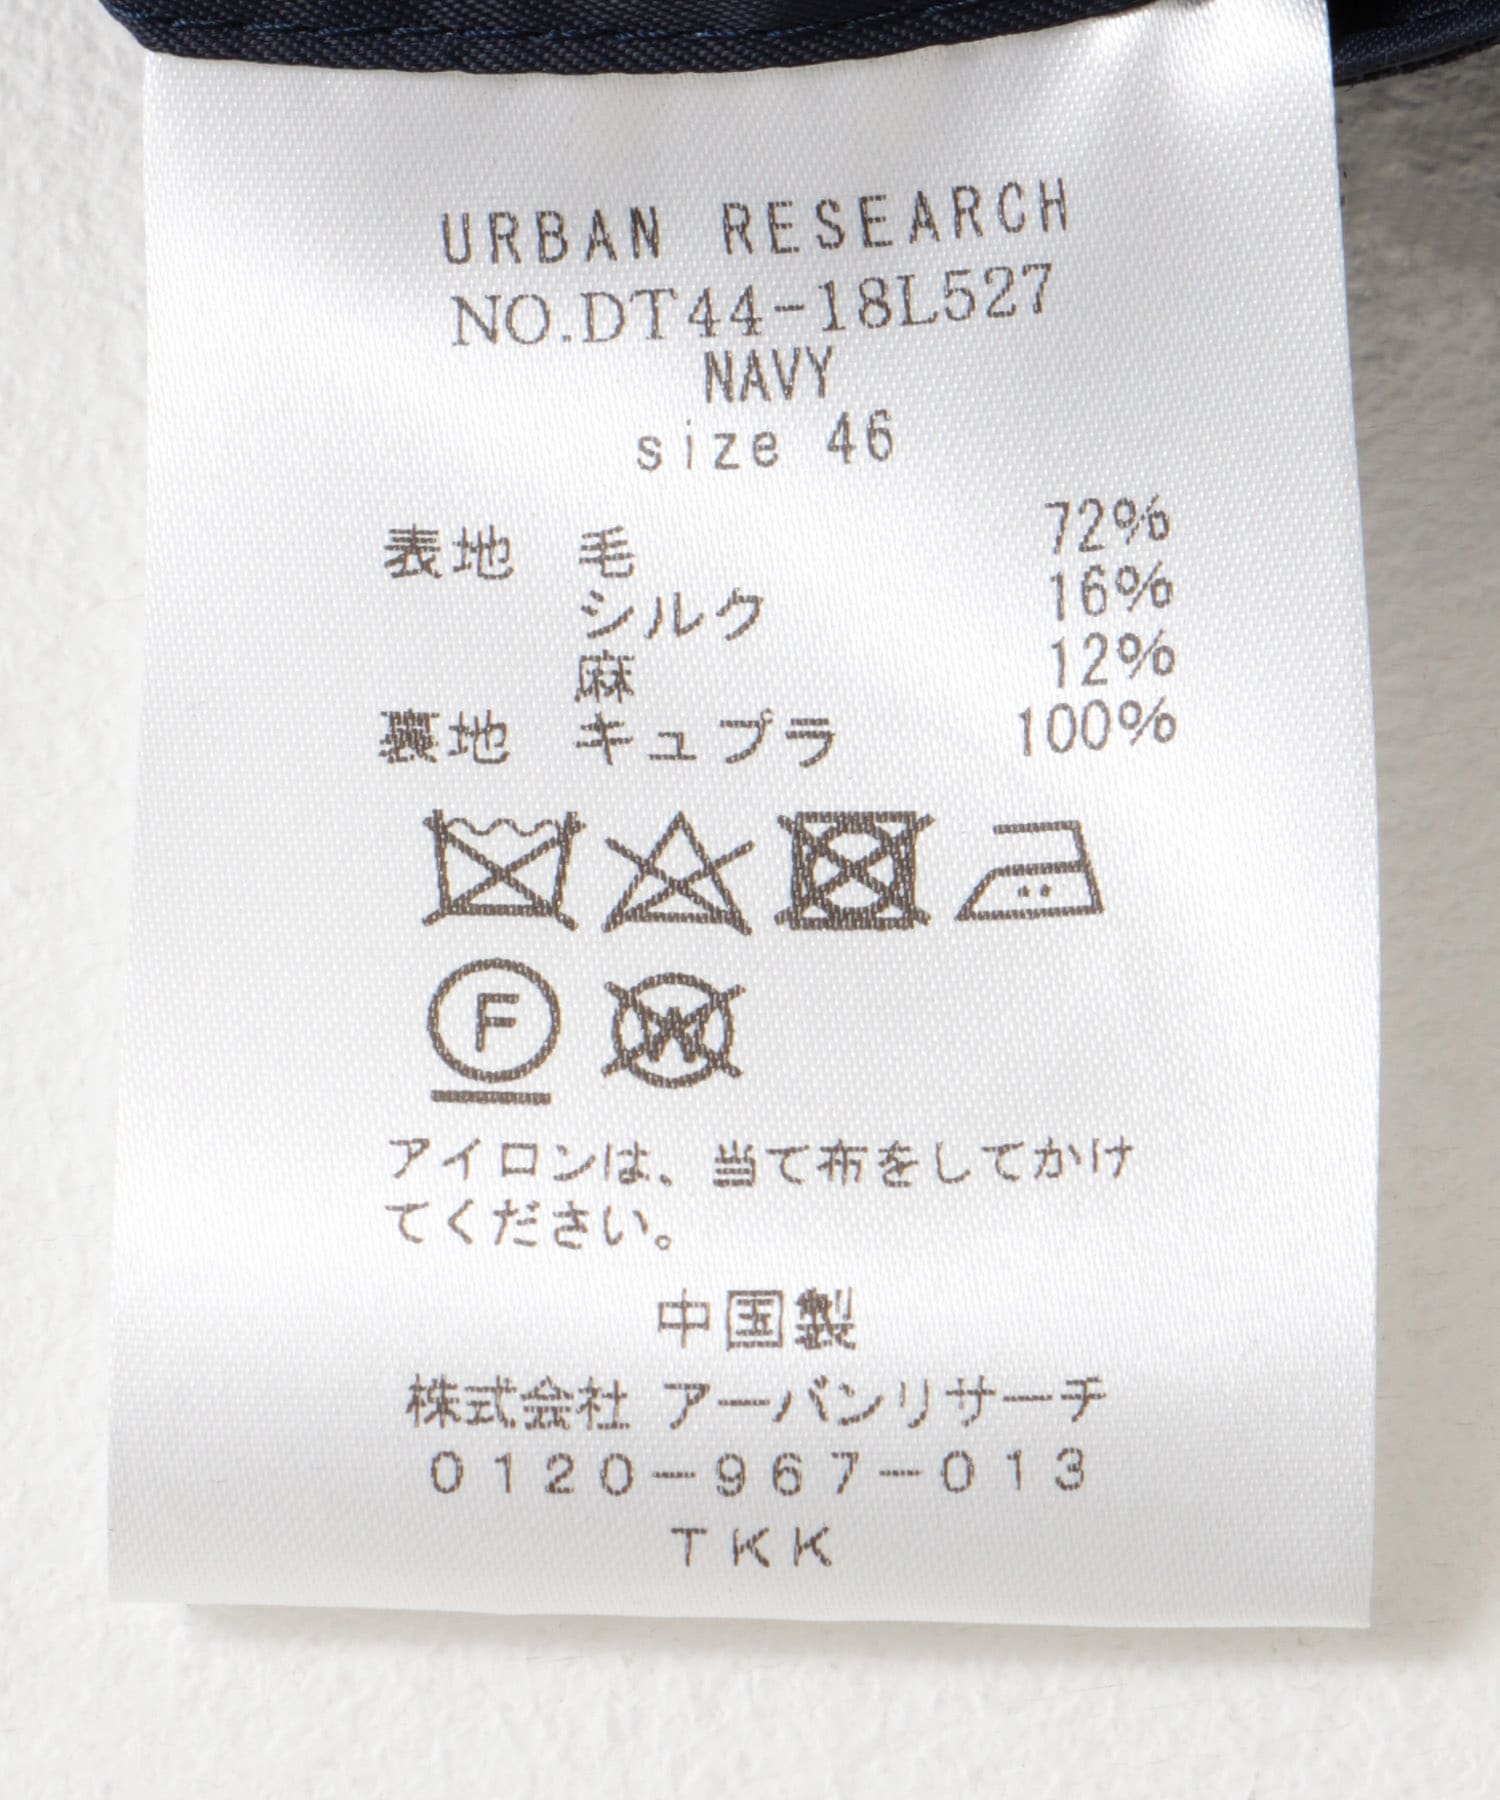 URBAN RESEARCH
NO.DT44-18L527
NAVY
size 46
表地 毛 72%
シルク 16%
麻 12%
裏地 キュプラ 100%
F W
アイロンは、当て布をしてかけ
てください。
中国製
株式会社 アーバンリサーチ
0120-967-013
TKK